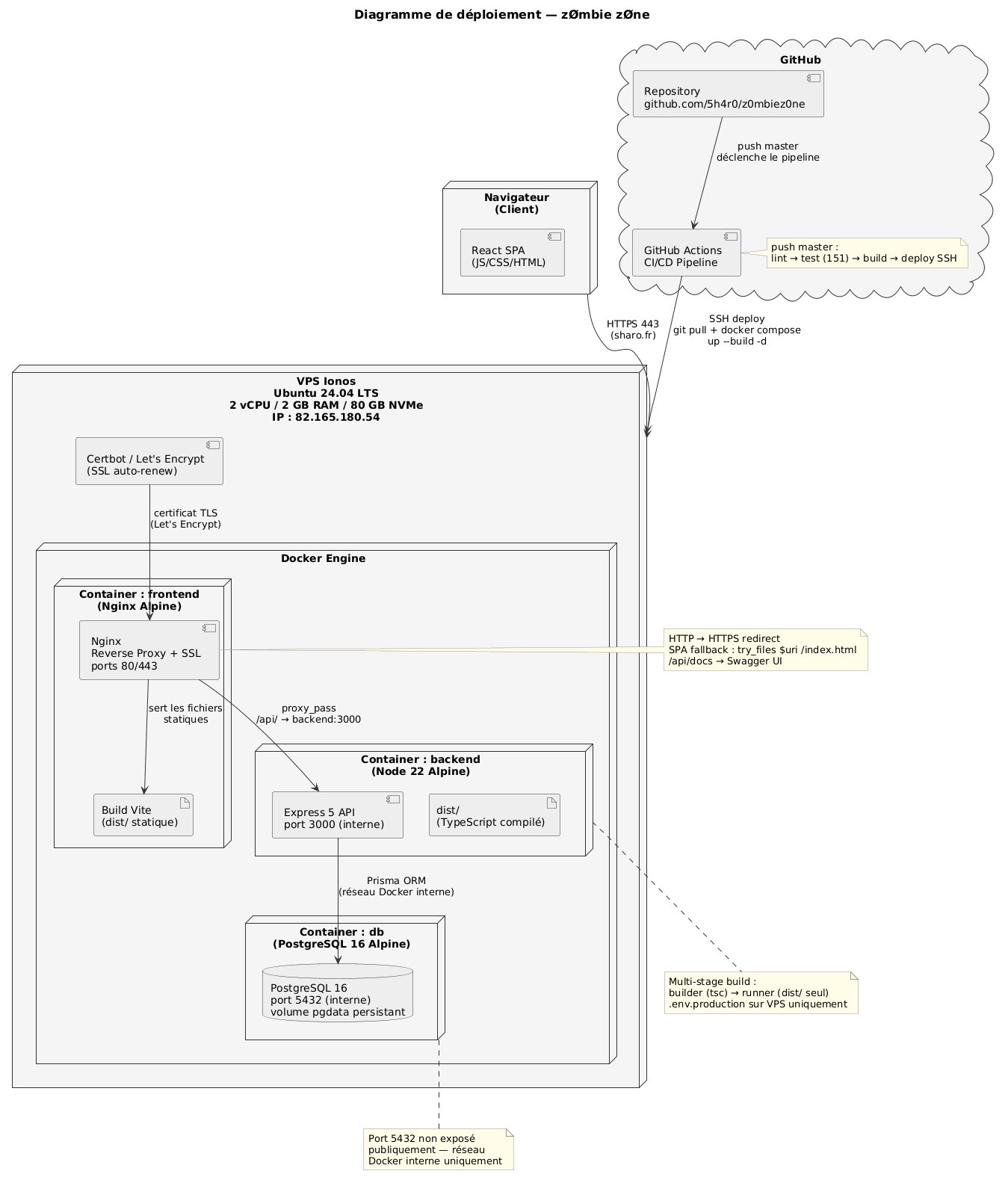 Diagramme de déploiement — zØmbie zØne
GitHub
Repository
github.com/5h4r0/z0mbiez0ne
push master
déclenche le pipeline
Navigateur
(Client)
React SPA
(JS/CSS/HTML)
GitHub Actions
CI/CD Pipeline
push master :
lint → test (151) → build → deploy SSH
HTTPS 443
(sharo.fr)
SSH deploy
git pull + docker compose
up --build -d
VPS Ionos
Ubuntu 24.04 LTS
2 vCPU / 2 GB RAM / 80 GB NVMe
IP : 82.165.180.54
Certbot / Let's Encrypt
(SSL auto-renew)
certificat TLS
(Let's Encrypt)
Docker Engine
Container : frontend
(Nginx Alpine)
Nginx
Reverse Proxy + SSL
ports 80/443
HTTP → HTTPS redirect
SPA fallback : try_files $uri /index.html
/api/docs → Swagger UI
sert les fichiers
statiques
proxy_pass
/api/ → backend:3000
Container : backend
(Node 22 Alpine)
Build Vite
(dist/ statique)
Express 5 API
port 3000 (interne)
dist/
(TypeScript compilé)
Prisma ORM
(réseau Docker interne)
Container : db
(PostgreSQL 16 Alpine)
PostgreSQL 16
port 5432 (interne)
volume pgdata persistant
Multi-stage build :
builder (tsc) → runner (dist/ seul)
.env.production sur VPS uniquement
Port 5432 non exposé
publiquement — réseau
Docker interne uniquement